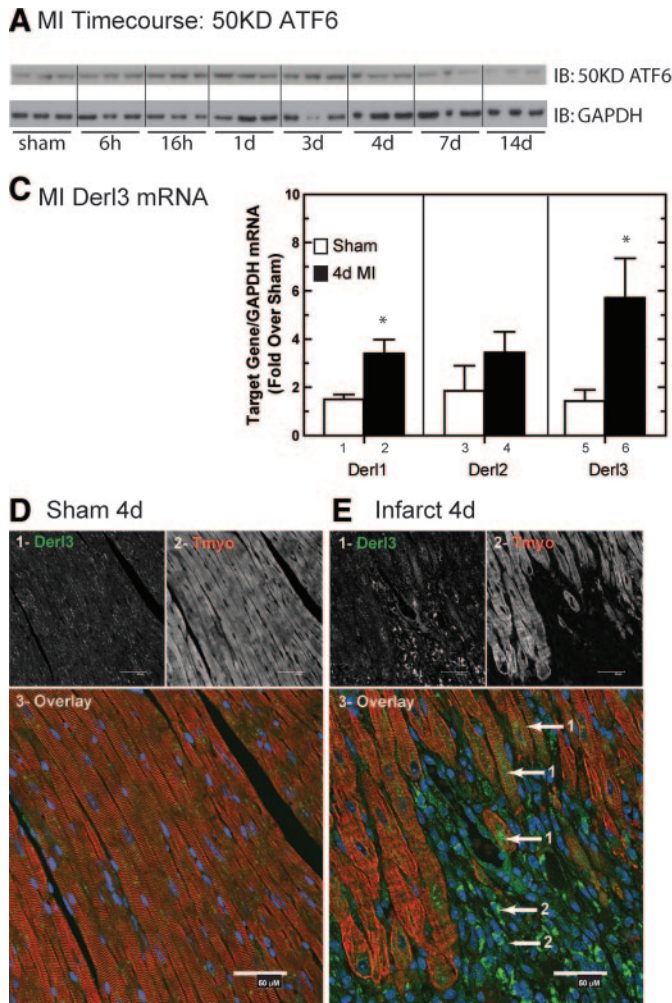 A MI Timecourse: 50KD ATF6
IB: 50KD ATF6
IB: GAPDH
sham 6h 16h 1d 3d 4d 7d 14d
C MI Derl3 mRNA
Target Gene/GAPDH mRNA
(Fold Over Sham)
10
8
6
4
2
0
Sham
4d MI
*
*
1 2 3 4 5 6
Derl1 Derl2 Derl3
D Sham 4d
E Infarct 4d
1- Derl3
2- Tmyo
1- Derl3
2- Tmyo
3- Overlay
3- Overlay
1
1
1
2
2
50 µM
50 µM